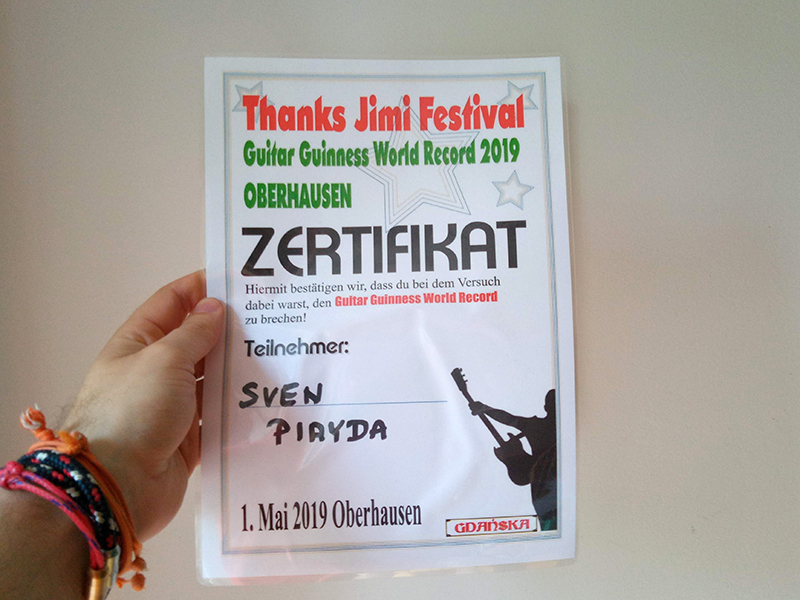 Thanks Jimi Festival
Guitar Guinness World Record 2019
OBERHAUSEN
ZERTIFIKAT
Hiermit bestätigen wir, dass du bei dem Versuch
dabei warst, den Guitar Guinness World Record
zu brechen!
Teilnehmer:
SVEN
PIAYDA
1. Mai 2019 Oberhausen
GDAŃSKA